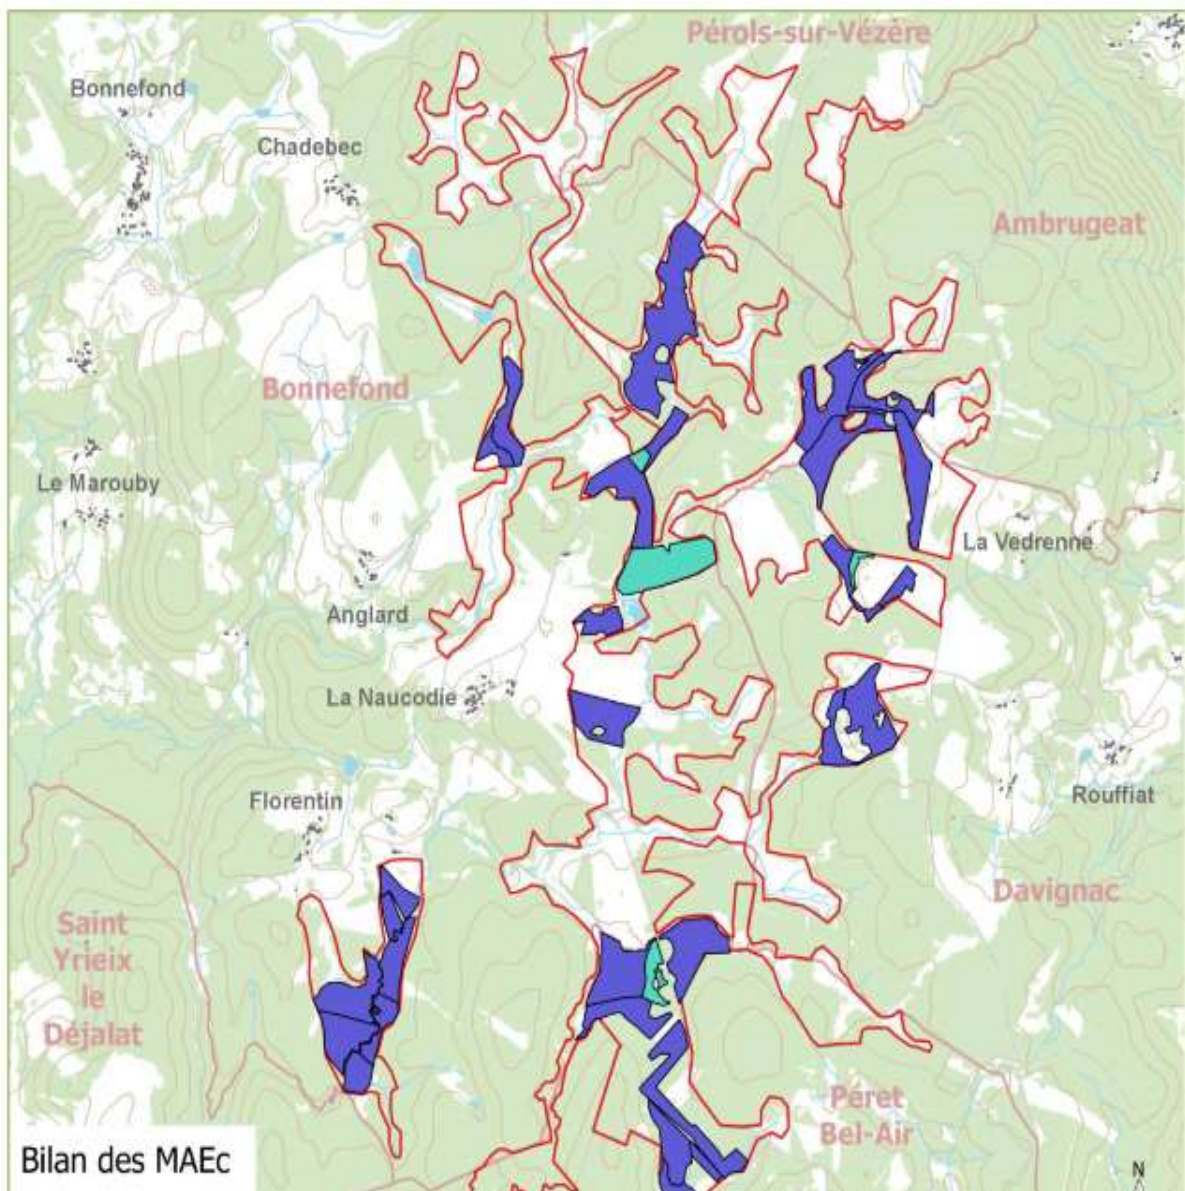 Pérols-sur-Vézère
Bonnefond
Chadebec
Ambrugeat
Bonnefond
Le Marouby
La Vedrenne
Anglard
La Naucodie
Florentin
Rouffiat
Davignac
Saint
Yrieix
le
Déjalat
Péret
Bel-Air
Bilan des MAEc
N